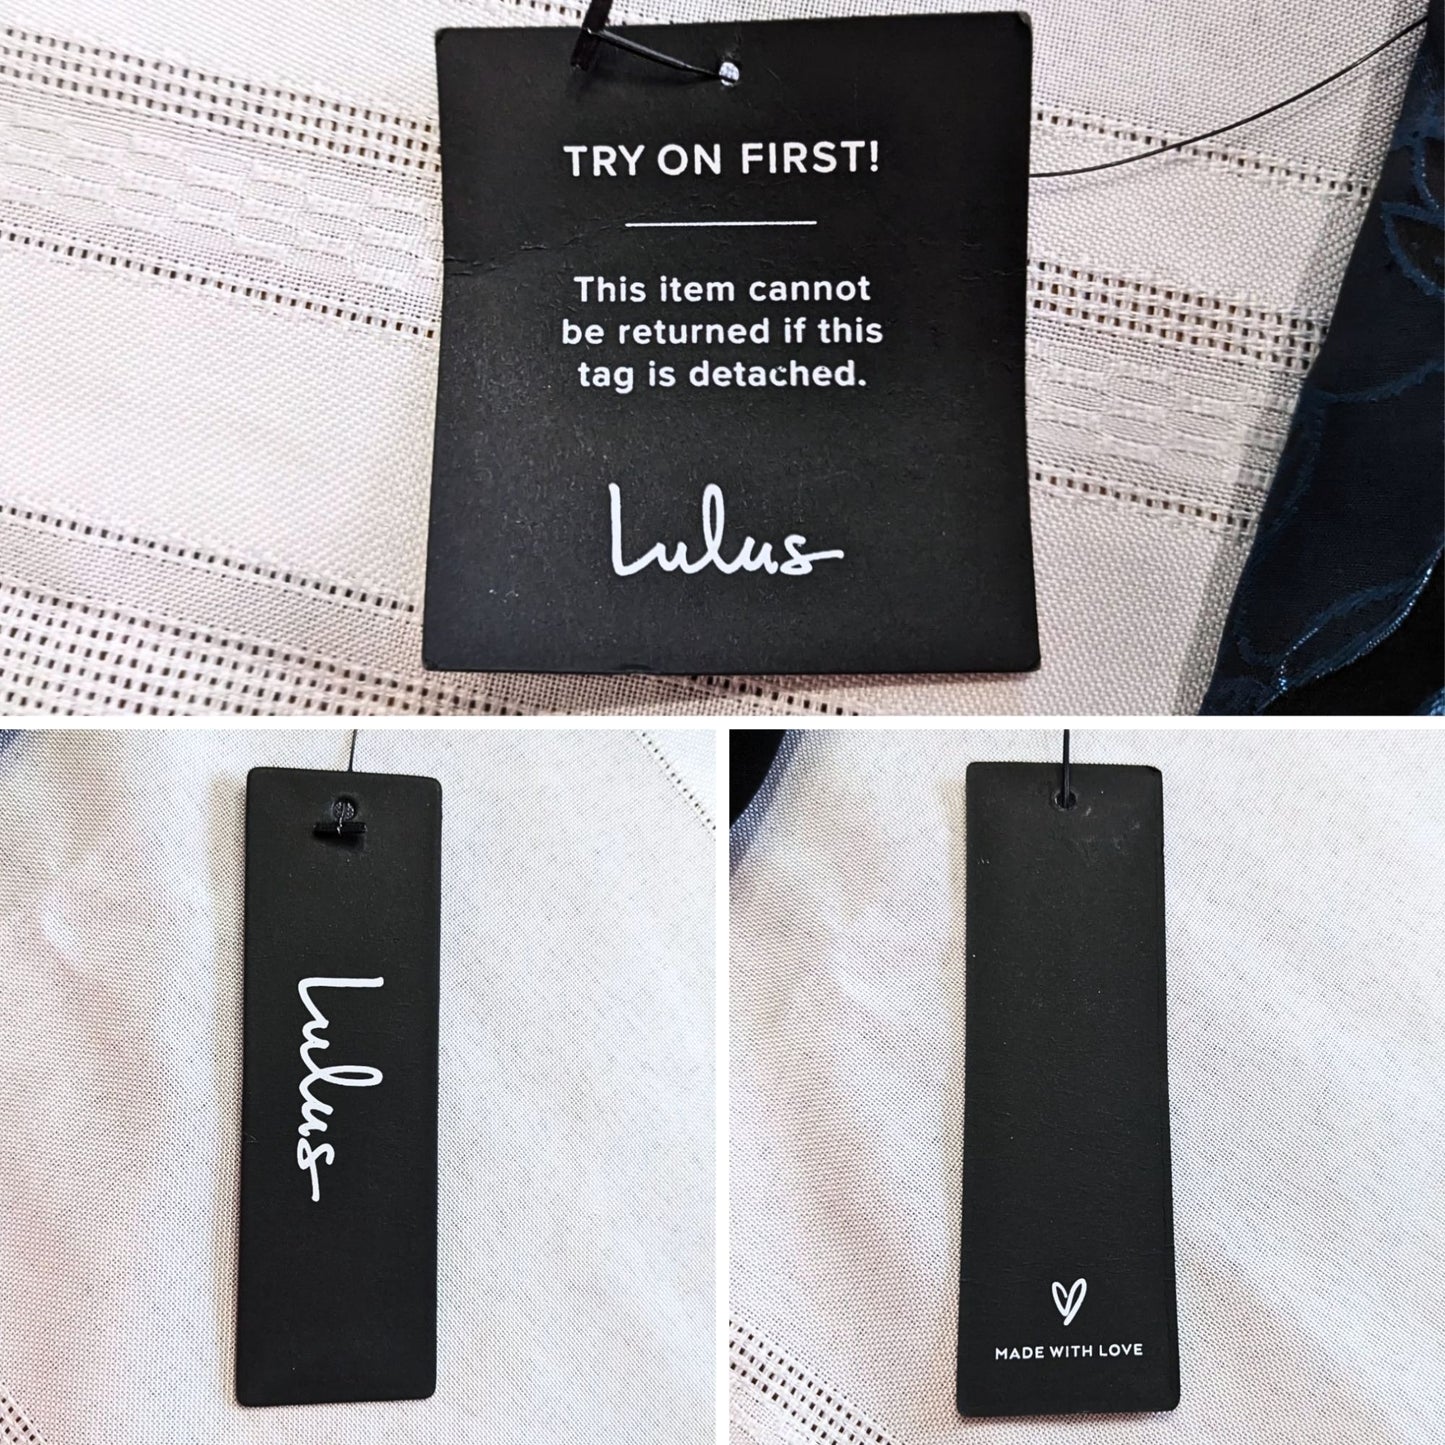 TRY ON FIRST!
This item cannot
be returned if this
tag is detached.
Lulus
Lulus
MADE WITH LOVE